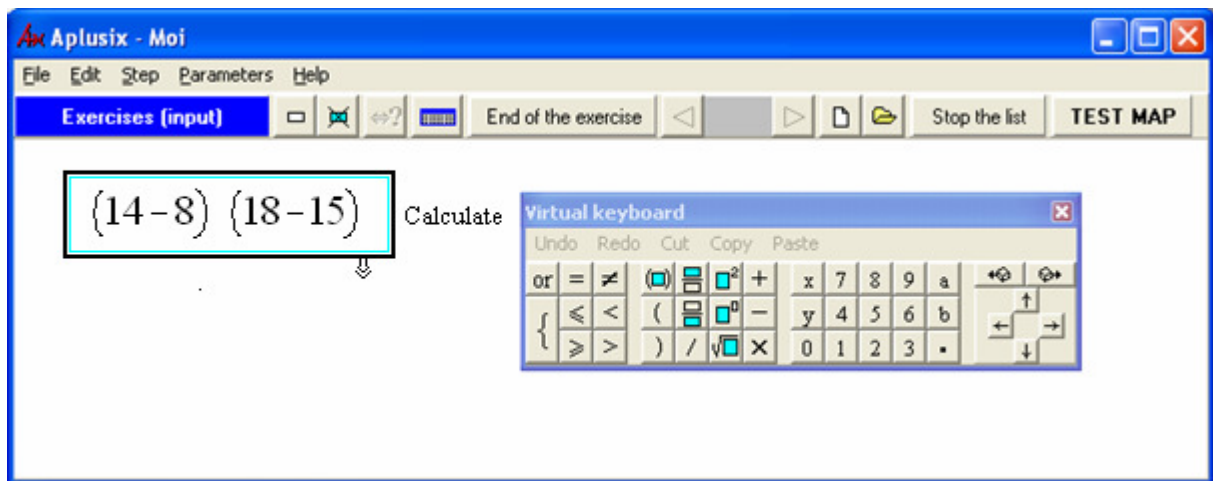 Aplusix - Moi
File Edit Step Parameters Help
Exercises (input) ⇔? End of the exercise Stop the list TEST MAP
(14−8) (18−15) Calculate
Virtual keyboard
Undo Redo Cut Copy Paste
or = ≠ ( ) □² + x 7 8 9 a
{ ⩽ < ( □ − y 4 5 6 b
⩾ > ) / √ × 0 1 2 3 .